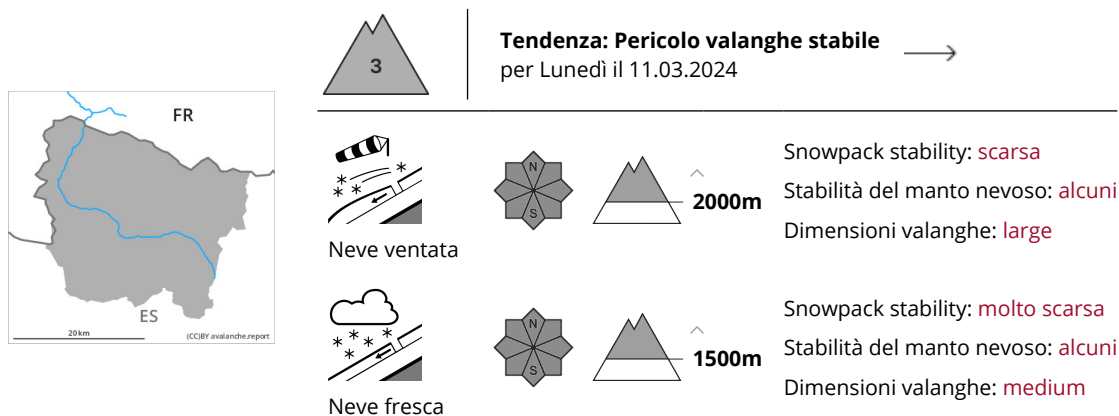 3
Tendenza: Pericolo valanghe stabile
per Lunedì il 11.03.2024
FR
ES
20 km
(CC)BY avalanche.report
N
S
2000m
Snowpack stability: scarsa
Stabilità del manto nevoso: alcuni
Dimensioni valanghe: large
Neve ventata
N
S
1500m
Snowpack stability: molto scarsa
Stabilità del manto nevoso: alcuni
Dimensioni valanghe: medium
Neve fresca